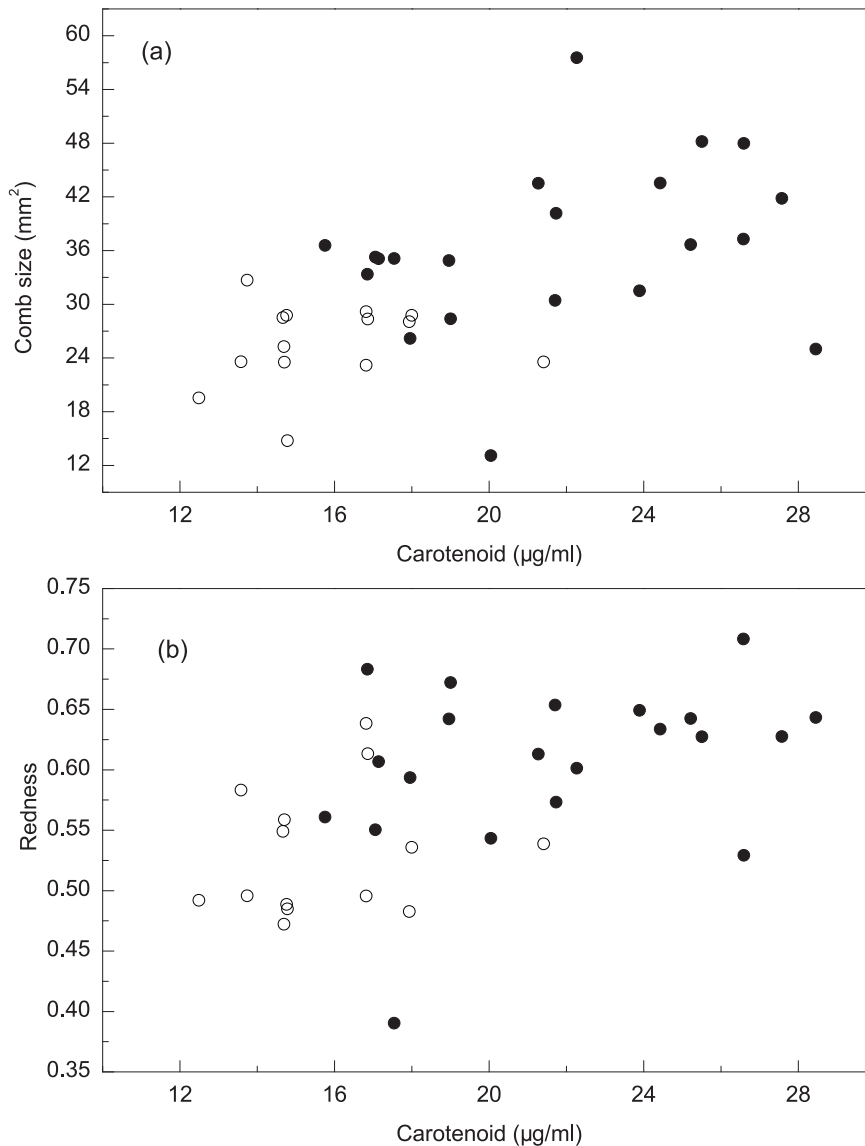 60
(a)
54
48
42
36
30
24
18
12
Comb size (mm²)
12 16 20 24 28
Carotenoid (µg/ml)
0.75
(b)
0.70
0.65
0.60
0.55
0.50
0.45
0.40
0.35
Redness
12 16 20 24 28
Carotenoid (µg/ml)